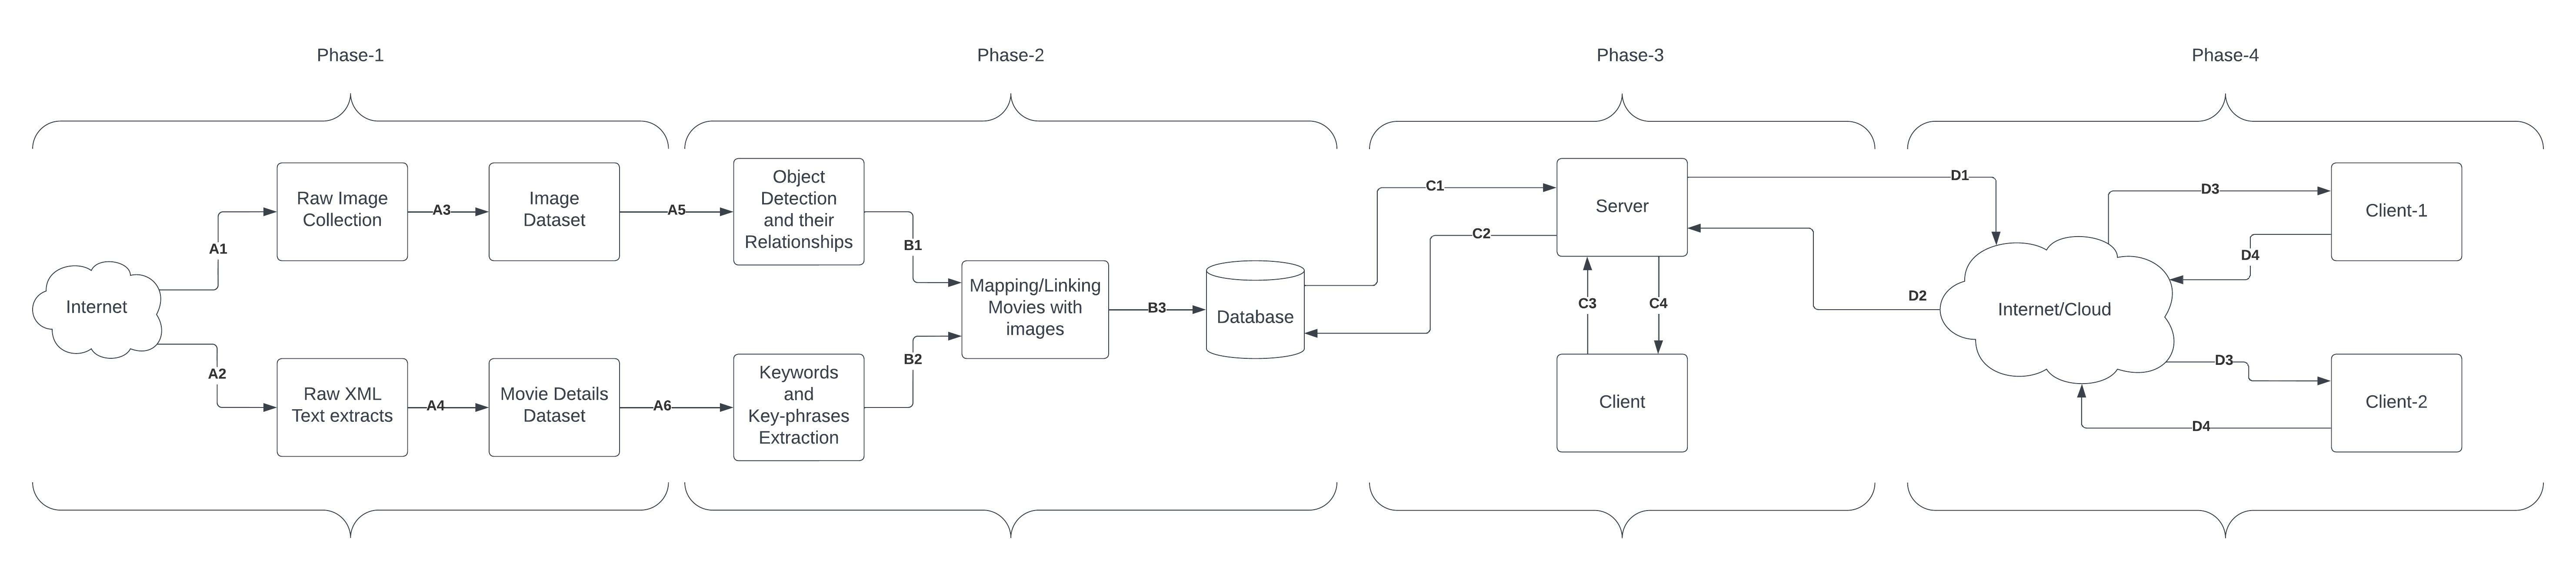 Phase-1
Phase-2
Phase-3
Phase-4
Internet
A1
A2
Raw Image
Collection
A3
Image
Dataset
A5
Raw XML
Text extracts
A4
Movie Details
Dataset
A6
Object
Detection
and their
Relationships
B1
Keywords
and
Key-phrases
Extraction
B2
Mapping/Linking
Movies with
images
B3
Database
C1
C2
Server
C3
C4
Client
D1
D2
Internet/Cloud
D3
D4
Client-1
D3
D4
Client-2